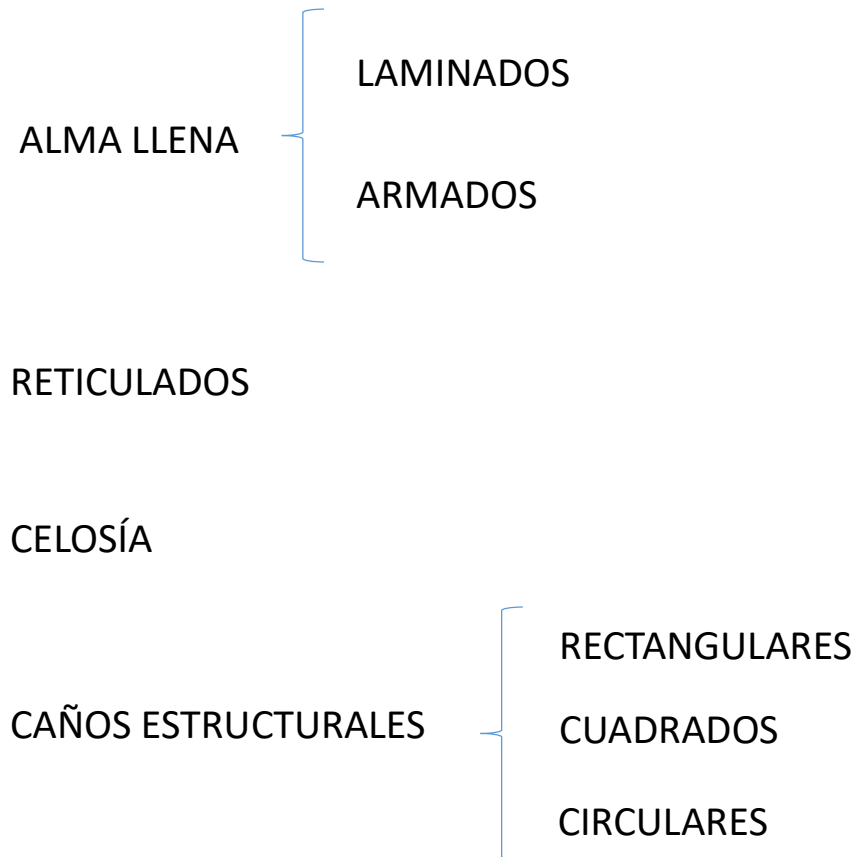 ALMA LLENA
LAMINADOS
ARMADOS
RETICULADOS
CELOSÍA
CAÑOS ESTRUCTURALES
RECTANGULARES
CUADRADOS
CIRCULARES